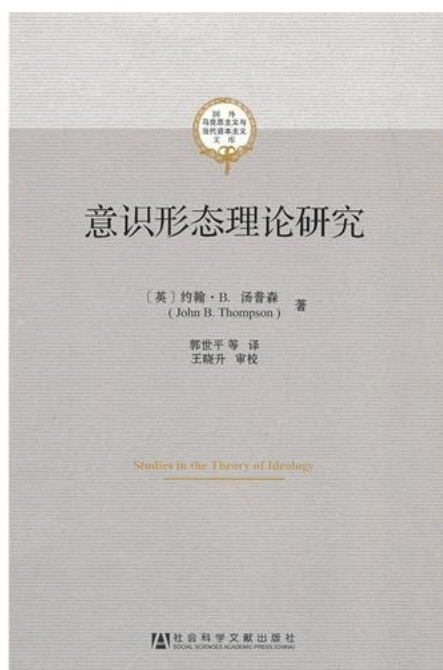 国外
马克思主义与
当代资本主义
文库
意识形态理论研究
〔英〕约翰·B. 汤普森
(John B. Thompson)
著
郭世平 等 译
王晓升 审校
Studies in the Theory of Ideology
社会科学文献出版社
SOCIAL SCIENCES ACADEMIC PRESS (CHINA)